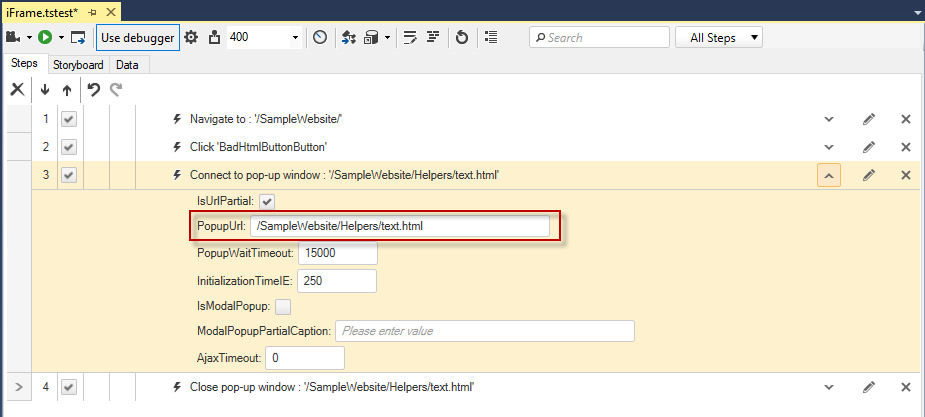 iFrame.tstest*
Use debugger 400 Search All Steps
Steps Storyboard Data
1 Navigate to : '/SampleWebsite/'
2 Click 'BadHtmlButtonButton'
3 Connect to pop-up window : '/SampleWebsite/Helpers/text.html'
IsUrlPartial:
PopupUrl: /SampleWebsite/Helpers/text.html
PopupWaitTimeout: 15000
InitializationTimeIE: 250
IsModalPopup:
ModalPopupPartialCaption: Please enter value
AjaxTimeout: 0
4 Close pop-up window : '/SampleWebsite/Helpers/text.html'